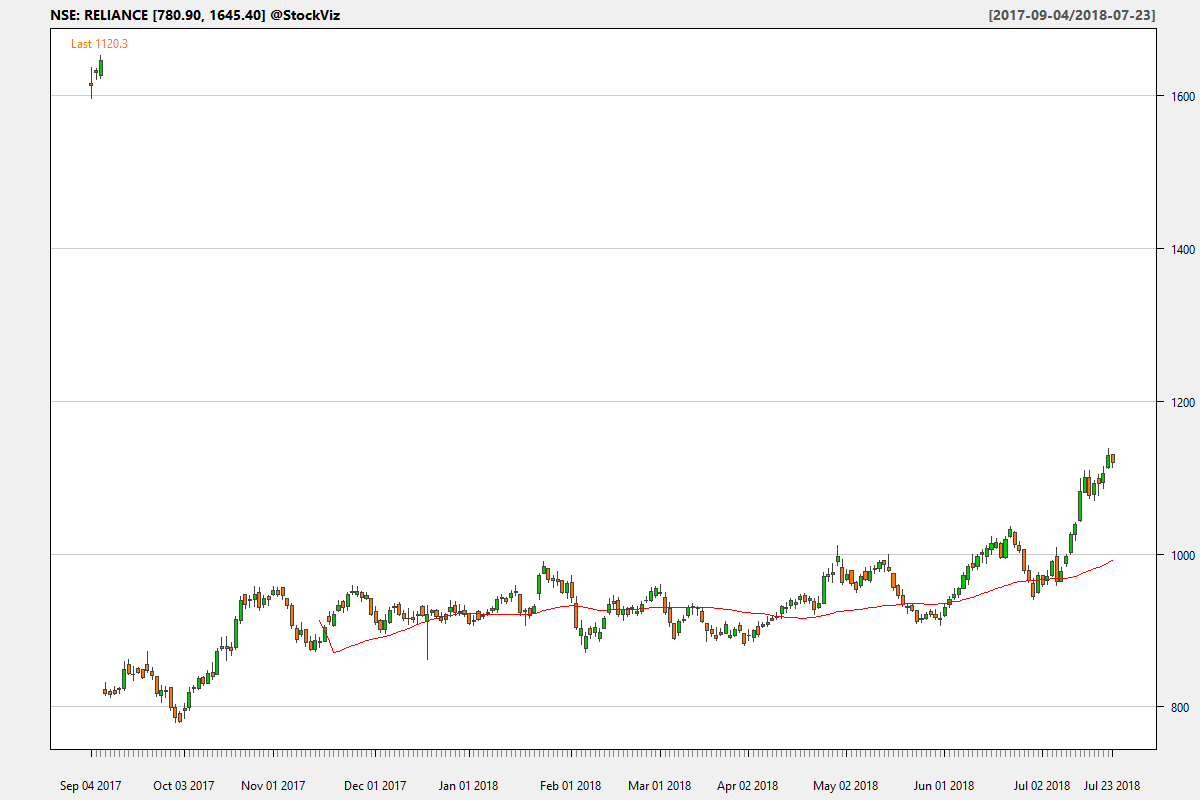 NSE: RELIANCE [780.90, 1645.40] @StockViz
[2017-09-04/2018-07-23]
Last 1120.3
1600
1400
1200
1000
800
Sep 04 2017 Oct 03 2017 Nov 01 2017 Dec 01 2017 Jan 01 2018 Feb 01 2018 Mar 01 2018 Apr 02 2018 May 02 2018 Jun 01 2018 Jul 02 2018 Jul 23 2018